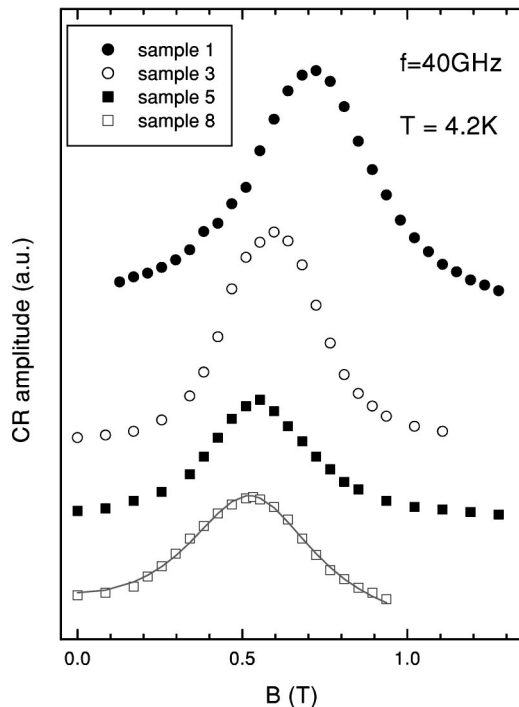 sample 1
sample 3
sample 5
sample 8
f=40GHz
T = 4.2K
CR amplitude (a.u.)
0.0 0.5 1.0
B (T)